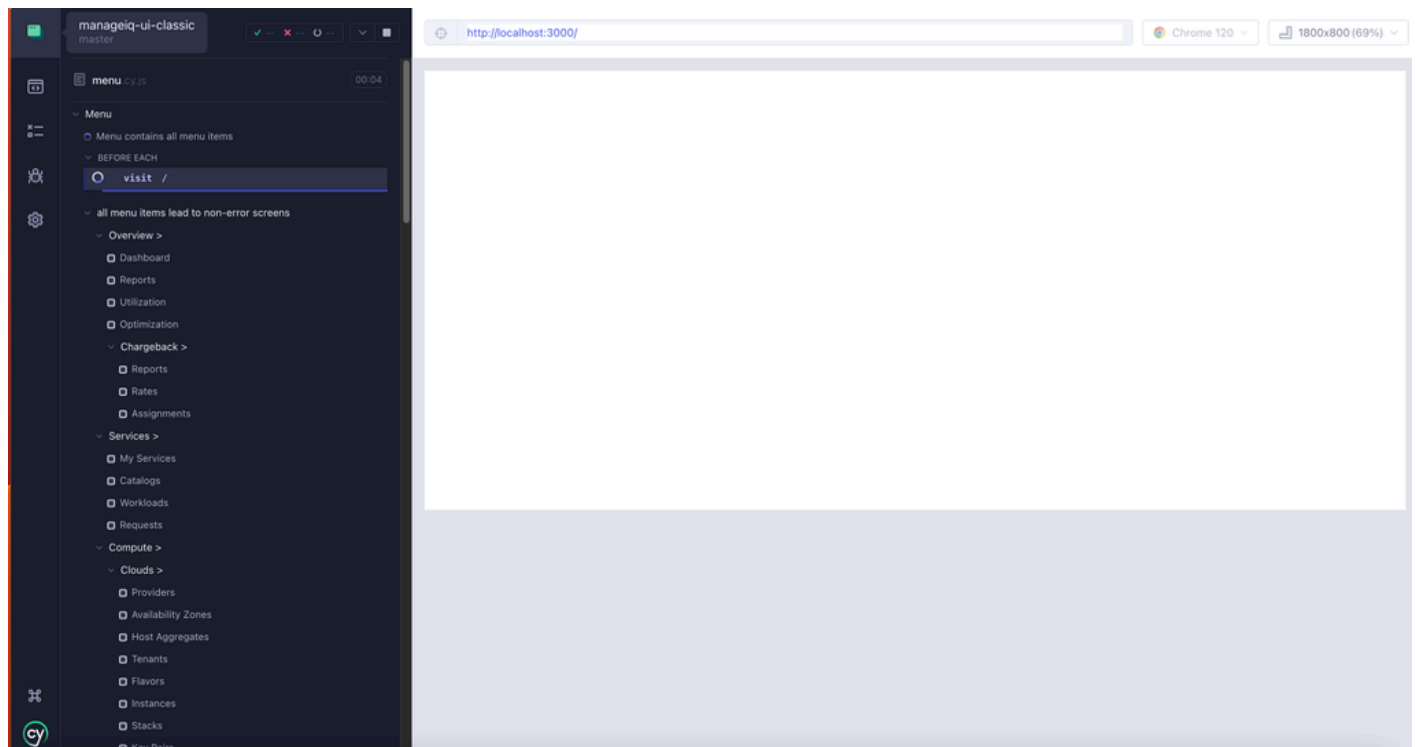 manageiq-ui-classic
master
-- -- --
http://localhost:3000/
Chrome 120
1800x800 (69%)
menu.cy.js
00:04
Menu
Menu contains all menu items
BEFORE EACH
visit /
all menu items lead to non-error screens
Overview >
Dashboard
Reports
Utilization
Optimization
Chargeback >
Reports
Rates
Assignments
Services >
My Services
Catalogs
Workloads
Requests
Compute >
Clouds >
Providers
Availability Zones
Host Aggregates
Tenants
Flavors
Instances
Stacks
Key Pairs
cy